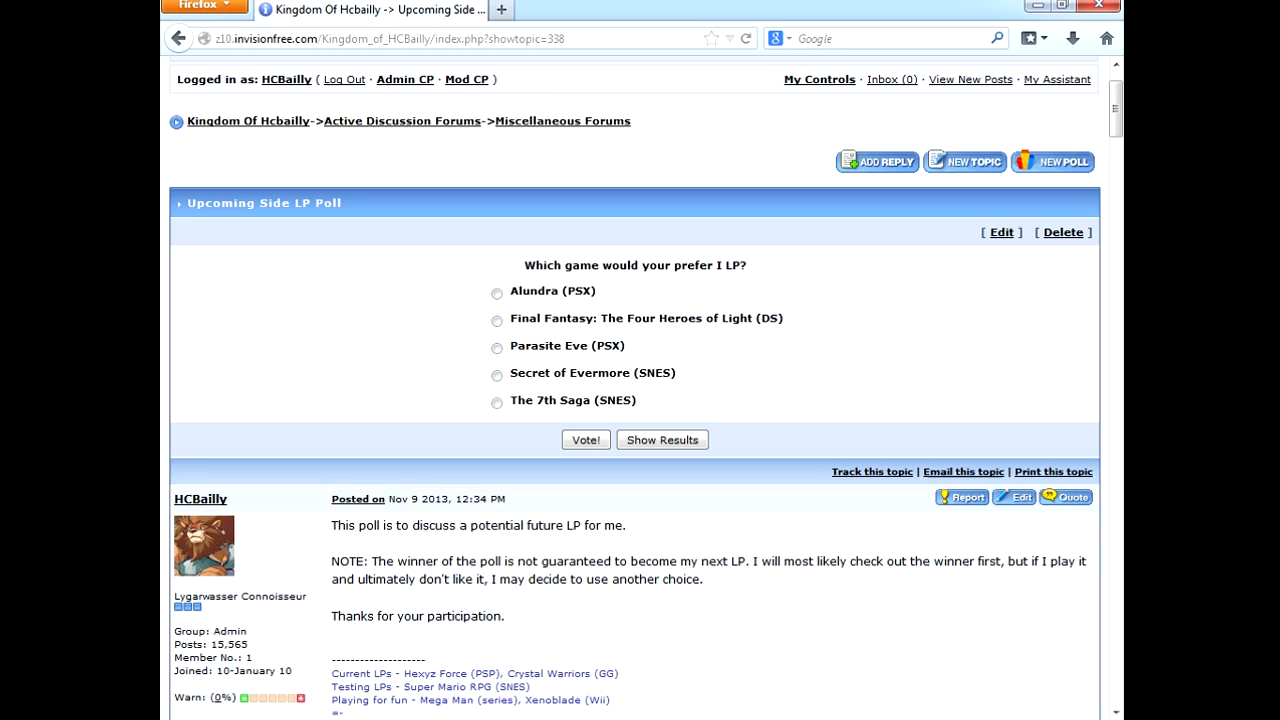 Firefox
Kingdom Of Hcbailly -> Upcoming Side ...
z10.invisionfree.com/Kingdom_of_HCBailly/index.php?showtopic=338
Google
Logged in as: HCBailly ( Log Out · Admin CP · Mod CP )
My Controls · Inbox (0) · View New Posts · My Assistant
Kingdom Of Hcbailly->Active Discussion Forums->Miscellaneous Forums
ADD REPLY NEW TOPIC NEW POLL
Upcoming Side LP Poll
[ Edit ] [ Delete ]
Which game would your prefer I LP?
Alundra (PSX)
Final Fantasy: The Four Heroes of Light (DS)
Parasite Eve (PSX)
Secret of Evermore (SNES)
The 7th Saga (SNES)
Vote! Show Results
Track this topic | Email this topic | Print this topic
HCBailly
Posted on Nov 9 2013, 12:34 PM
Report Edit Quote
This poll is to discuss a potential future LP for me.
NOTE: The winner of the poll is not guaranteed to become my next LP. I will most likely check out the winner first, but if I play it
and ultimately don't like it, I may decide to use another choice.
Thanks for your participation.
Lygarwasser Connoisseur
Group: Admin
Posts: 15,565
Member No.: 1
Joined: 10-January 10
Warn: (0%)
--------------------
Current LPs - Hexyz Force (PSP), Crystal Warriors (GG)
Testing LPs - Super Mario RPG (SNES)
Playing for fun - Mega Man (series), Xenoblade (Wii)
=-